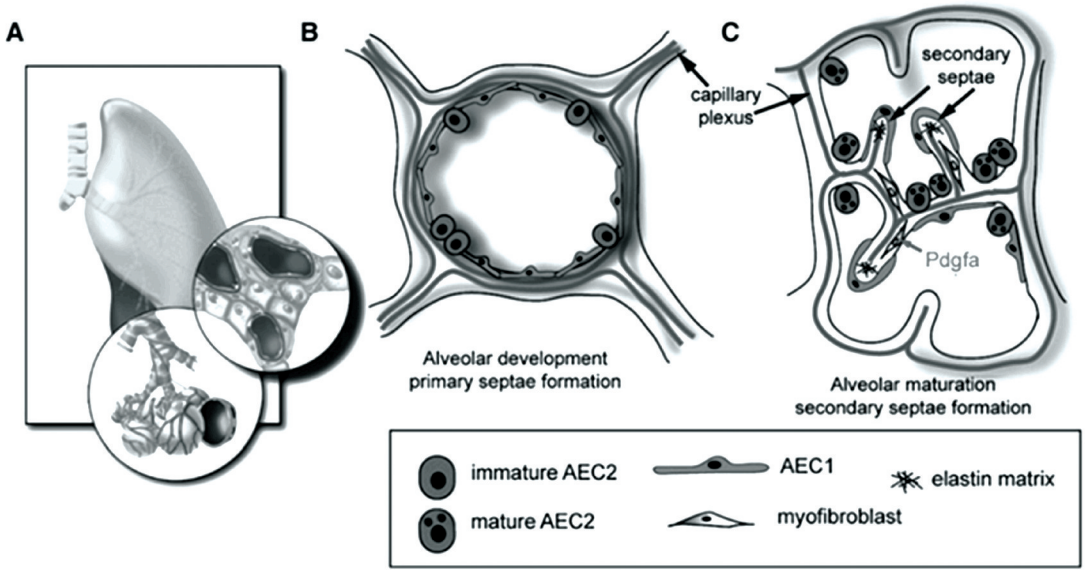 A
B
C
capillary
plexus
secondary
septae
Pdgfa
Alveolar development
primary septae formation
Alveolar maturation
secondary septae formation
immature AEC2
AEC1
elastin matrix
mature AEC2
myofibroblast